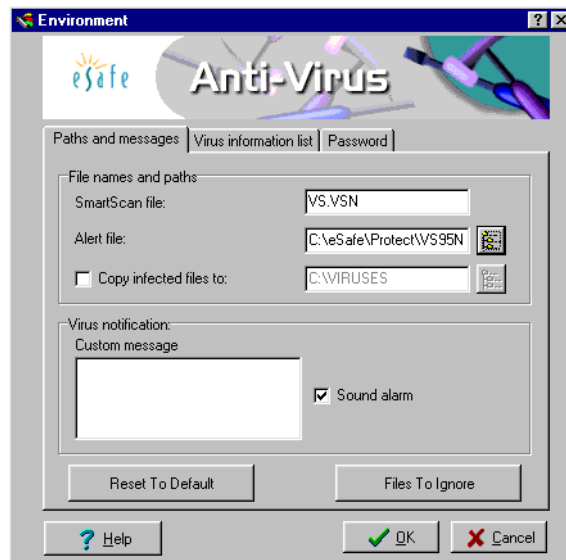 Environment
eSafe Anti-Virus
Paths and messages Virus information list Password
File names and paths
SmartScan file: VS.VSN
Alert file: C:\eSafe\Protect\VS95N
Copy infected files to: C:\VIRUSES
Virus notification:
Custom message
Sound alarm
Reset To Default Files To Ignore
? Help OK Cancel